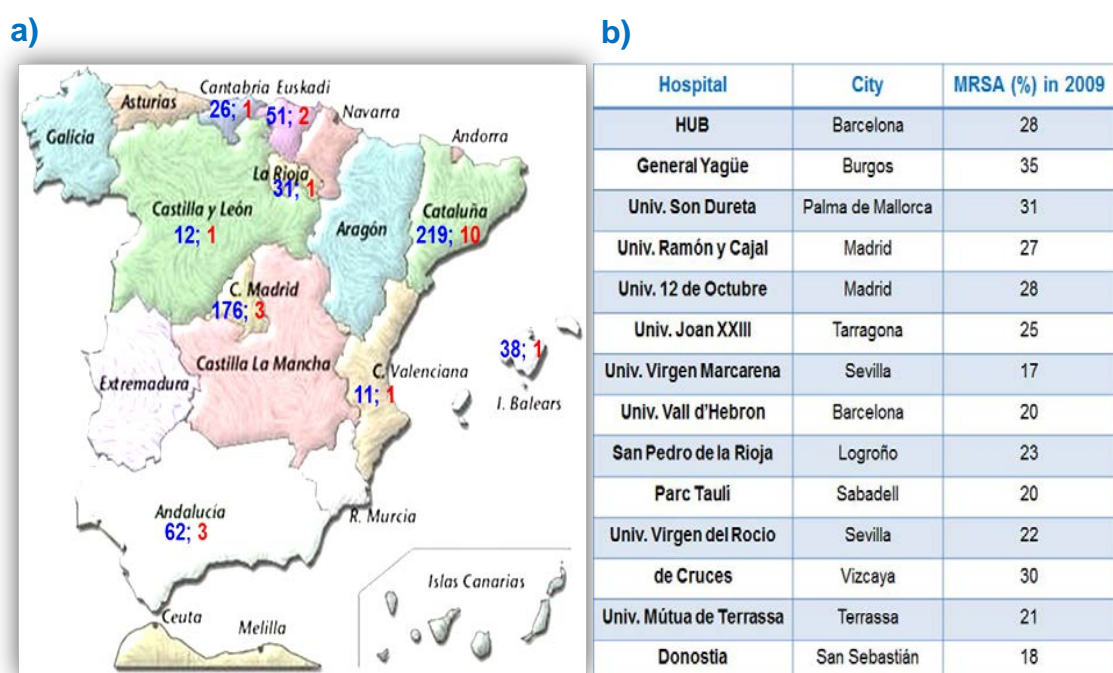 a)
Cantabria Euskadi
Asturias
26; 1 51; 2
Navarra
Galicia
Andorra
La Rioja
31; 1
Castilla y León
12; 1
Aragón
Cataluña
219; 10
C. Madrid
176; 3
38; 1
Castilla La Mancha
C. Valenciana
11; 1
I. Balears
Extremadura
Andalucía
62; 3
R. Murcia
Islas Canarias
Ceuta
Melilla
b)
Hospital City MRSA (%) in 2009
HUB Barcelona 28
General Yagüe Burgos 35
Univ. Son Dureta Palma de Mallorca 31
Univ. Ramón y Cajal Madrid 27
Univ. 12 de Octubre Madrid 28
Univ. Joan XXIII Tarragona 25
Univ. Virgen Marcarena Sevilla 17
Univ. Vall d'Hebron Barcelona 20
San Pedro de la Rioja Logroño 23
Parc Taulí Sabadell 20
Univ. Virgen del Rocio Sevilla 22
de Cruces Vizcaya 30
Univ. Mútua de Terrassa Terrassa 21
Donostia San Sebastián 18